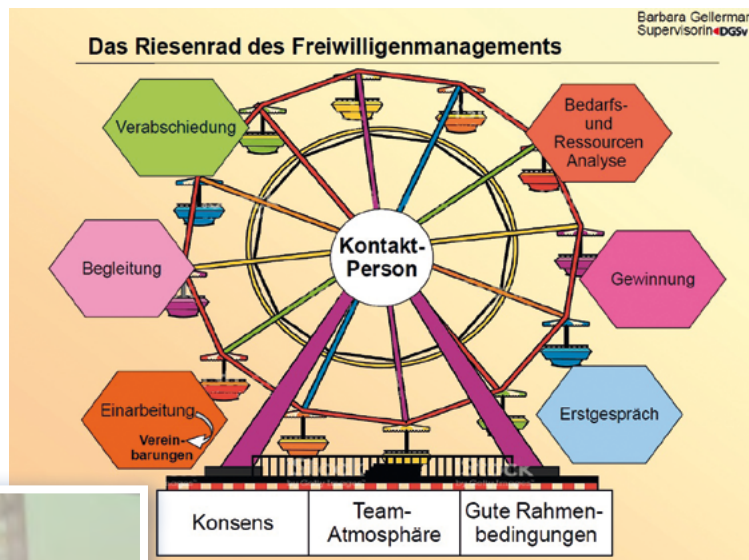 Barbara Gellerman
Supervisorin DGSv
Das Riesenrad des Freiwilligenmanagements
Verabschiedung
Bedarfs-
und
Ressourcen
Analyse
Kontakt-
Person
Begleitung
Gewinnung
Einarbeitung
Verein-
barungen
Erstgespräch
Konsens
Team-
Atmosphäre
Gute Rahmen-
bedingungen